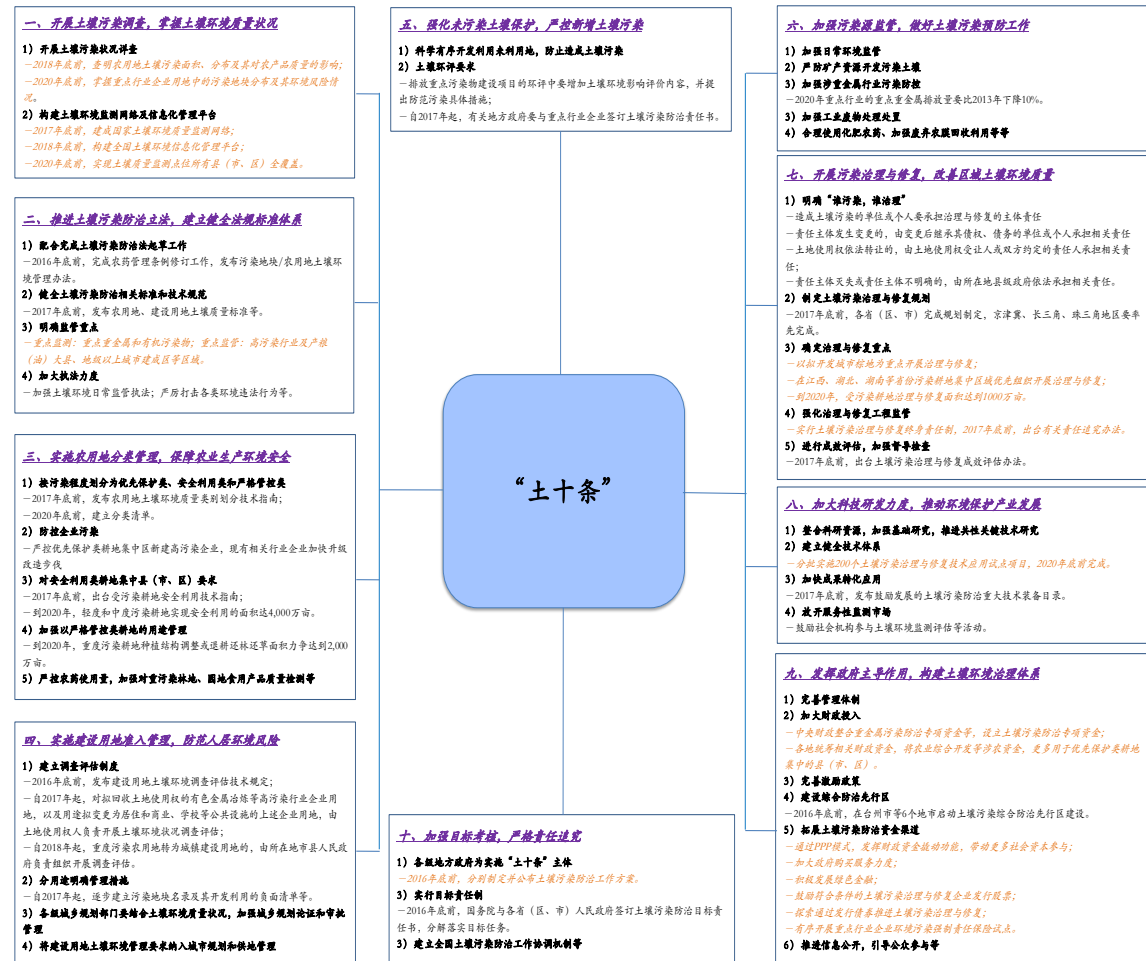 一、开展土壤污染调查，掌握土壤环境质量状况
1）开展土壤污染状况详查
－2018年底前，查明农用地土壤污染面积、分布及其对农产品质量的影响；
－2020年底前，掌握重点行业企业用地中的污染地块分布及其环境风险情
况。
2）构建土壤环境监测网络及信息化管理平台
－2017年底前，建成国家土壤环境质量监测网络；
－2018年底前，构建全国土壤环境信息化管理平台；
－2020年底前，实现土壤质量监测点位所有县（市、区）全覆盖。
二、推进土壤污染防治立法，建立健全法规标准体系
1）配合完成土壤污染防治法起草工作
－2016年底前，完成农药管理条例修订工作，发布污染地块/农用地土壤环
境管理办法。
2）健全土壤污染防治相关标准和技术规范
－2017年底前，发布农用地、建设用地土壤质量标准等。
3）明确监管重点
－重点监测：重点重金属和有机污染物；重点监管：高污染行业及产粮
（油）大县、地级以上城市建成区等区域。
4）加大执法力度
－加强土壤环境日常监管执法；严厉打击各类环境违法行为等。
三、实施农用地分类管理，保障农业生产环境安全
1）按污染程度划分为优先保护类、安全利用类和严格管控类
－2017年底前，发布农用地土壤环境质量类别划分技术指南；
－2020年底前，建立分类清单。
2）防控企业污染
－严控优先保护类耕地集中区新建高污染企业，现有相关行业企业加快升级
改造步伐
3）对安全利用类耕地集中县（市、区）要求
－2017年底前，出台受污染耕地安全利用技术指南；
－到2020年，轻度和中度污染耕地实现安全利用的面积达4,000万亩。
4）加强以严格管控类耕地的用途管理
－到2020年，重度污染耕地种植结构调整或退耕还林还草面积力争达到2,000
万亩。
5）严控农药使用量，加强对重污染林地、园地食用产品质量检测等
四、实施建设用地准入管理，防范人居环境风险
1）建立调查评估制度
－2016年底前，发布建设用地土壤环境调查评估技术规定；
－自2017年起，对拟回收土地使用权的有色金属冶炼等高污染行业企业用
地，以及用途拟变更为居住和商业、学校等公共设施的上述企业用地，由
土地使用权人负责开展土壤环境状况调查评估；
－自2018年起，重度污染农用地转为城镇建设用地的，由所在地市县人民政
府负责组织开展调查评估。
2）分用途明确管理措施
－自2017年起，逐步建立污染地块名录及其开发利用的负面清单等。
3）各级城乡规划部门要结合土壤环境质量状况，加强城乡规划论证和审批
管理
4）将建设用地土壤环境管理要求纳入城市规划和供地管理
五、强化未污染土壤保护，严控新增土壤污染
1）科学有序开发利用未利用地，防止造成土壤污染
2）土壤环评要求
－排放重点污染物建设项目的环评中要增加土壤环境影响评价内容，并提
出防范污染具体措施；
－自2017年起，有关地方政府要与重点行业企业签订土壤污染防治责任书。
“土十条”
十、加强目标考核，严格责任追究
1）各级地方政府为实施“土十条”主体
－2016年底前，分别制定并公布土壤污染防治工作方案。
3）实行目标责任制
－2016年底前，国务院与各省（区、市）人民政府签订土壤污染防治目标责
任书，分解落实目标任务。
3）建立全国土壤污染防治工作协调机制等
六、加强污染源监管，做好土壤污染预防工作
1）加强日常环境监管
2）严防矿产资源开发污染土壤
3）加强涉重金属行业污染防控
－2020年重点行业的重点重金属排放量要比2013年下降10%。
3）加强工业废物处理处置
4）合理使用化肥农药、加强废弃农膜回收利用等等
七、开展污染治理与修复，改善区域土壤环境质量
1）明确“谁污染，谁治理”
－造成土壤污染的单位或个人要承担治理与修复的主体责任
－责任主体发生变更的，由变更后继承其债权、债务的单位或个人承担相关责任
－土地使用权依法转让的，由土地使用权受让人或双方约定的责任人承担相关责
任；
－责任主体灭失或责任主体不明确的，由所在地县级政府依法承担相关责任。
2）制定土壤污染治理与修复规划
－2017年底前，各省（区、市）完成规划制定，京津冀、长三角、珠三角地区要率
先完成。
3）确定治理与修复重点
－以拟开发城市棕地为重点开展治理与修复；
－在江西、湖北、湖南等省份污染耕地集中区域优先组织开展治理与修复；
－到2020年，受污染耕地治理与修复面积达到1000万亩。
4）强化治理与修复工程监管
－实行土壤污染治理与修复终身责任制，2017年底前，出台有关责任追究办法。
5）进行成效评估，加强督导检查
－2017年底前，出台土壤污染治理与修复成效评估办法。
八、加大科技研发力度，推动环境保护产业发展
1）整合科研资源，加强基础研究，推进共性关键技术研究
2）建立健全技术体系
－分批实施200个土壤污染治理与修复技术应用试点项目，2020年底前完成。
3）加快成果转化应用
－2017年底前，发布鼓励发展的土壤污染防治重大技术装备目录。
4）放开服务性监测市场
－鼓励社会机构参与土壤环境监测评估等活动。
九、发挥政府主导作用，构建土壤环境治理体系
1）完善管理体制
2）加大财政投入
－中央财政整合重金属污染防治专项资金等，设立土壤污染防治专项资金；
－各地统筹相关财政资金，将农业综合开发等涉农资金，更多用于优先保护类耕地
集中的县（市、区）。
3）完善激励政策
4）建设综合防治先行区
－2016年底前，在台州市等6个地市启动土壤污染综合防治先行区建设。
5）拓展土壤污染防治资金渠道
－通过PPP模式，发挥财政资金撬动功能，带动更多社会资本参与；
－加大政府购买服务力度；
－积极发展绿色金融；
－鼓励符合条件的土壤污染治理与修复企业发行股票；
－探索通过发行债券推进土壤污染治理与修复；
－有序开展重点行业企业环境污染强制责任保险试点。
6）推进信息公开，引导公众参与等